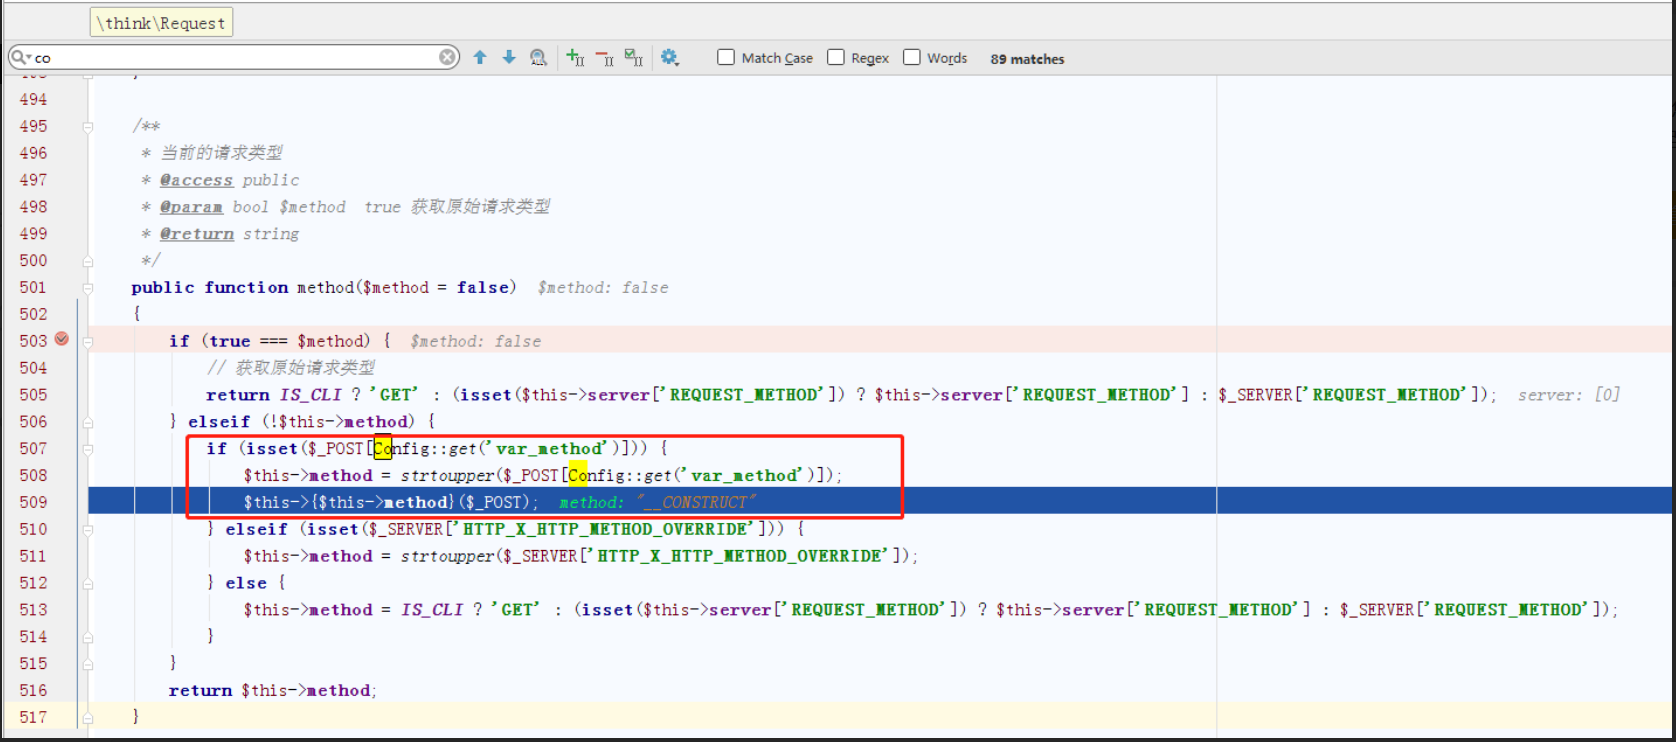 \think\Request
co
Match Case
Regex
Words
89 matches
494
495 /**
496 * 当前的请求类型
497 * @access public
498 * @param bool $method  true 获取原始请求类型
499 * @return string
500 */
501 public function method($method = false)  $method: false
502 {
503 if (true === $method) {  $method: false
504 // 获取原始请求类型
505 return IS_CLI ? 'GET' : (isset($this->server['REQUEST_METHOD']) ? $this->server['REQUEST_METHOD'] : $_SERVER['REQUEST_METHOD']);  server: [0]
506 } elseif (!$this->method) {
507 if (isset($_POST[Config::get('var_method')])) {
508 $this->method = strtoupper($_POST[Config::get('var_method')]);
509 $this->{$this->method}($_POST);  method: "__CONSTRUCT"
510 } elseif (isset($_SERVER['HTTP_X_HTTP_METHOD_OVERRIDE'])) {
511 $this->method = strtoupper($_SERVER['HTTP_X_HTTP_METHOD_OVERRIDE']);
512 } else {
513 $this->method = IS_CLI ? 'GET' : (isset($this->server['REQUEST_METHOD']) ? $this->server['REQUEST_METHOD'] : $_SERVER['REQUEST_METHOD']);
514 }
515 }
516 return $this->method;
517 }